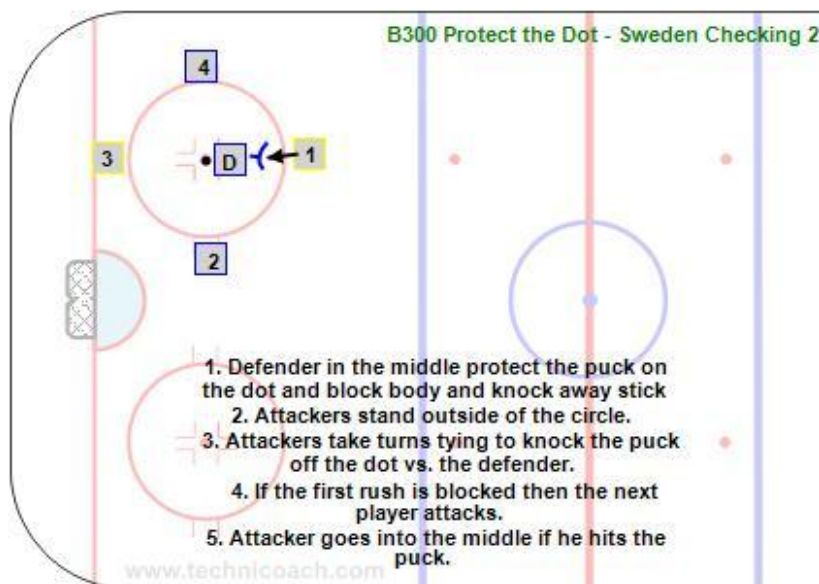 B300 Protect the Dot - Sweden Checking 2
4
3
D
1
2
1. Defender in the middle protect the puck on
the dot and block body and knock away stick
2. Attackers stand outside of the circle.
3. Attackers take turns tying to knock the puck
off the dot vs. the defender.
4. If the first rush is blocked then the next
player attacks.
5. Attacker goes into the middle if he hits the
puck.
www.technicoach.com